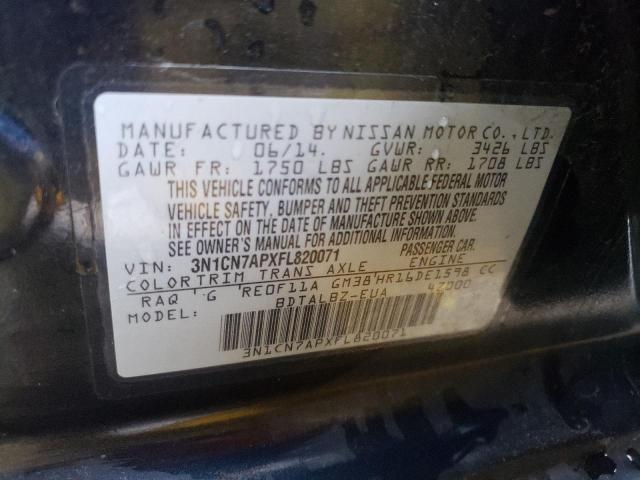 MANUFACTURED BY NISSAN MOTOR CO., LTD.
DATE: 06/14. GVWR: 3426 LBS
GAWR FR: 1750 LBS GAWR RR: 1708 LBS
THIS VEHICLE CONFORMS TO ALL APPLICABLE FEDERAL MOTOR
VEHICLE SAFETY, BUMPER AND THEFT PREVENTION STANDARDS
IN EFFECT ON THE DATE OF MANUFACTURE SHOWN ABOVE.
SEE OWNER'S MANUAL FOR ADDITIONAL INFORMATION.
VIN: 3N1CN7APXFL820071 PASSENGER CAR.
COLOR TRIM TRANS AXLE ENGINE
RAQ 'G 'RE0F11A GM38'HR16DE1598 CC
MODEL: BDTALBZ-EUA 4Z000
3N1CN7APXFL820071